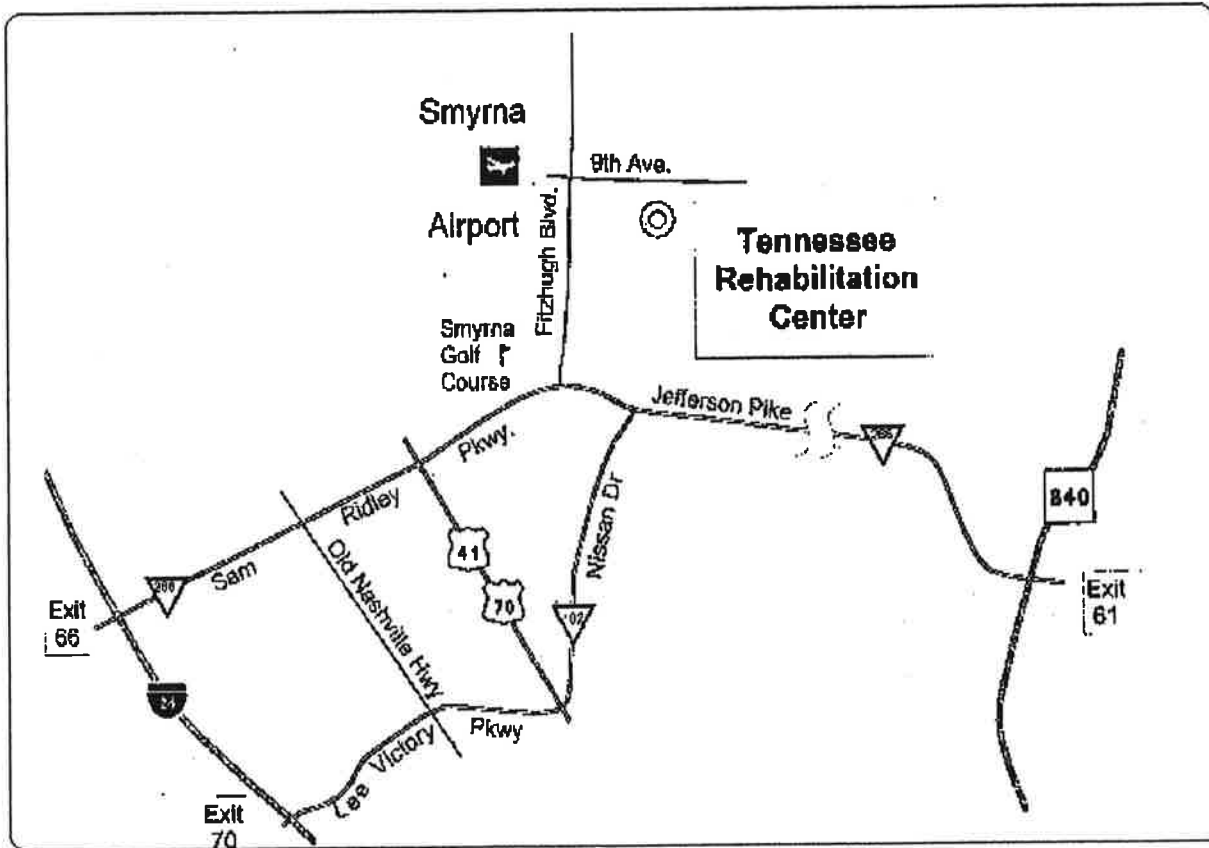 Smyrna
Airport
9th Ave.
Fitzhugh Blvd.
Tennessee
Rehabilitation
Center
Smyrna
Golf
Course
Jefferson Pike
Sam Ridley Pkwy.
266
840
Nissan Dr
41
70
Old Nashville Hwy
102
Exit
66
Exit
61
Lee Victory Pkwy
Exit
70